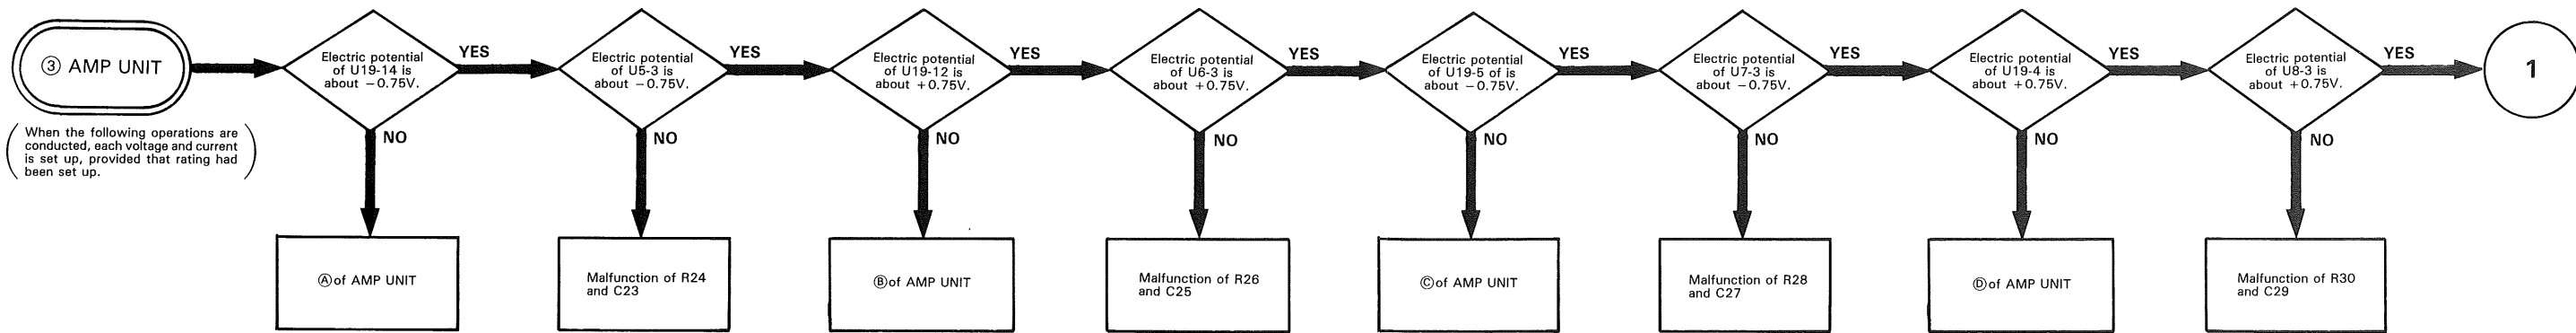 ③ AMP UNIT
When the following operations are
conducted, each voltage and current
is set up, provided that rating had
been set up.
Electric potential
of U19-14 is
about −0.75V.
YES
NO
Ⓐ of AMP UNIT
Electric potential
of U5-3 is
about −0.75V.
YES
NO
Malfunction of R24
and C23
Electric potential
of U19-12 is
about +0.75V.
YES
NO
Ⓑ of AMP UNIT
Electric potential
of U6-3 is
about +0.75V.
YES
NO
Malfunction of R26
and C25
Electric potential
of U19-5 of is
about −0.75V.
YES
NO
Ⓒ of AMP UNIT
Electric potential
of U7-3 is
about −0.75V.
YES
NO
Malfunction of R28
and C27
Electric potential
of U19-4 is
about +0.75V.
YES
NO
Ⓓ of AMP UNIT
Electric potential
of U8-3 is
about +0.75V.
YES
NO
Malfunction of R30
and C29
1